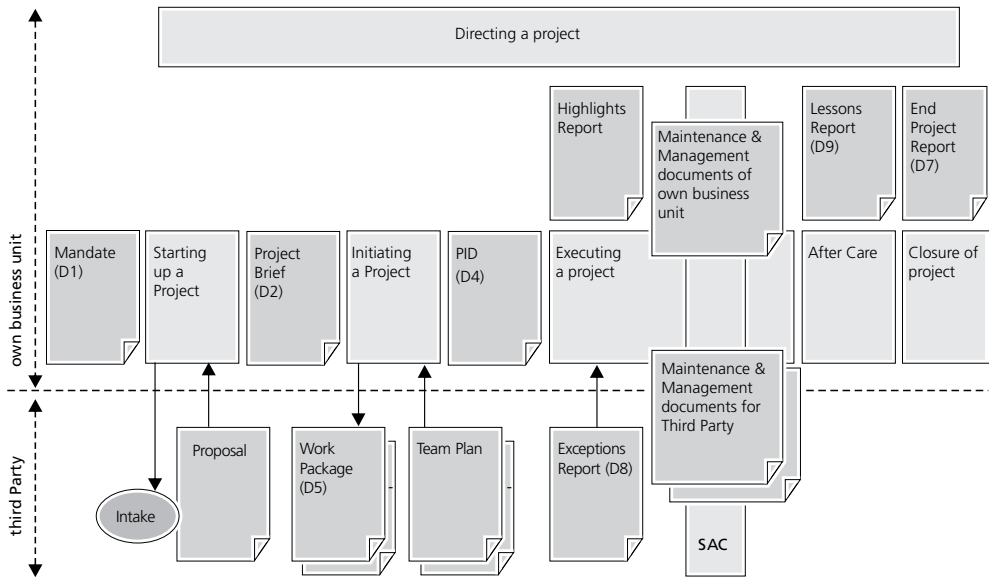 Directing a project
Highlights
Report
Maintenance &
Management
documents of
own business
unit
Lessons
Report
(D9)
End
Project
Report
(D7)
own business unit
Mandate
(D1)
Starting
up a
Project
Project
Brief
(D2)
Initiating
a Project
PID
(D4)
Executing
a project
After Care
Closure of
project
third Party
Intake
Proposal
Work
Package
(D5)
Team Plan
Exceptions
Report (D8)
Maintenance &
Management
documents for
Third Party
SAC